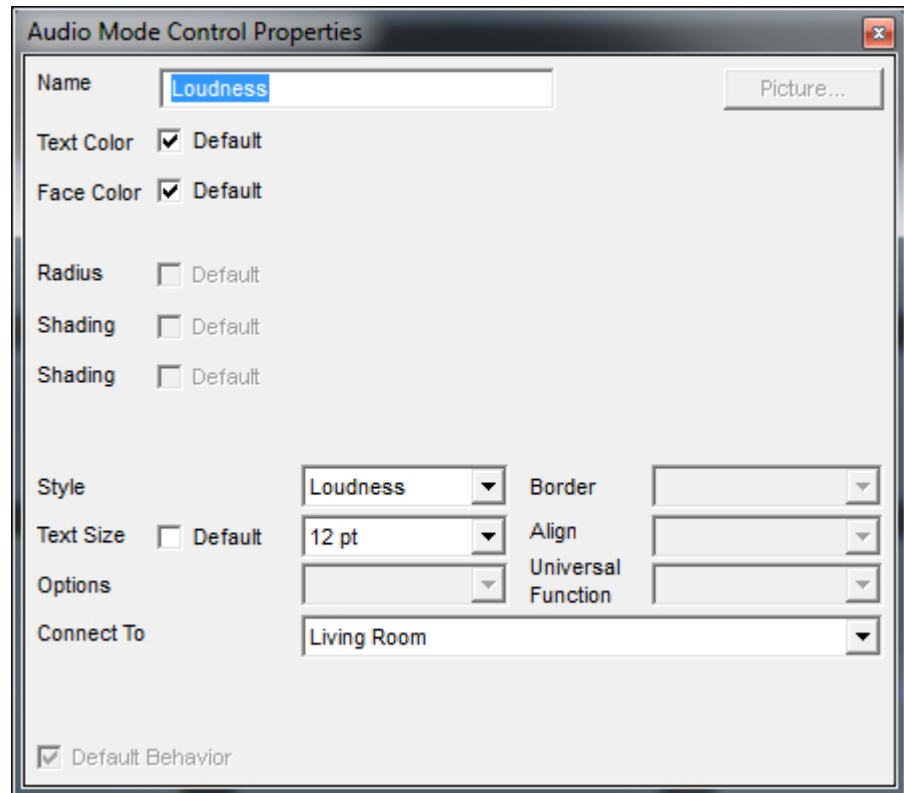 Audio Mode Control Properties
Name Loudness Picture...
Text Color Default
Face Color Default
Radius Default
Shading Default
Shading Default
Style Loudness Border
Text Size Default 12 pt Align
Options Universal Function
Connect To Living Room
Default Behavior